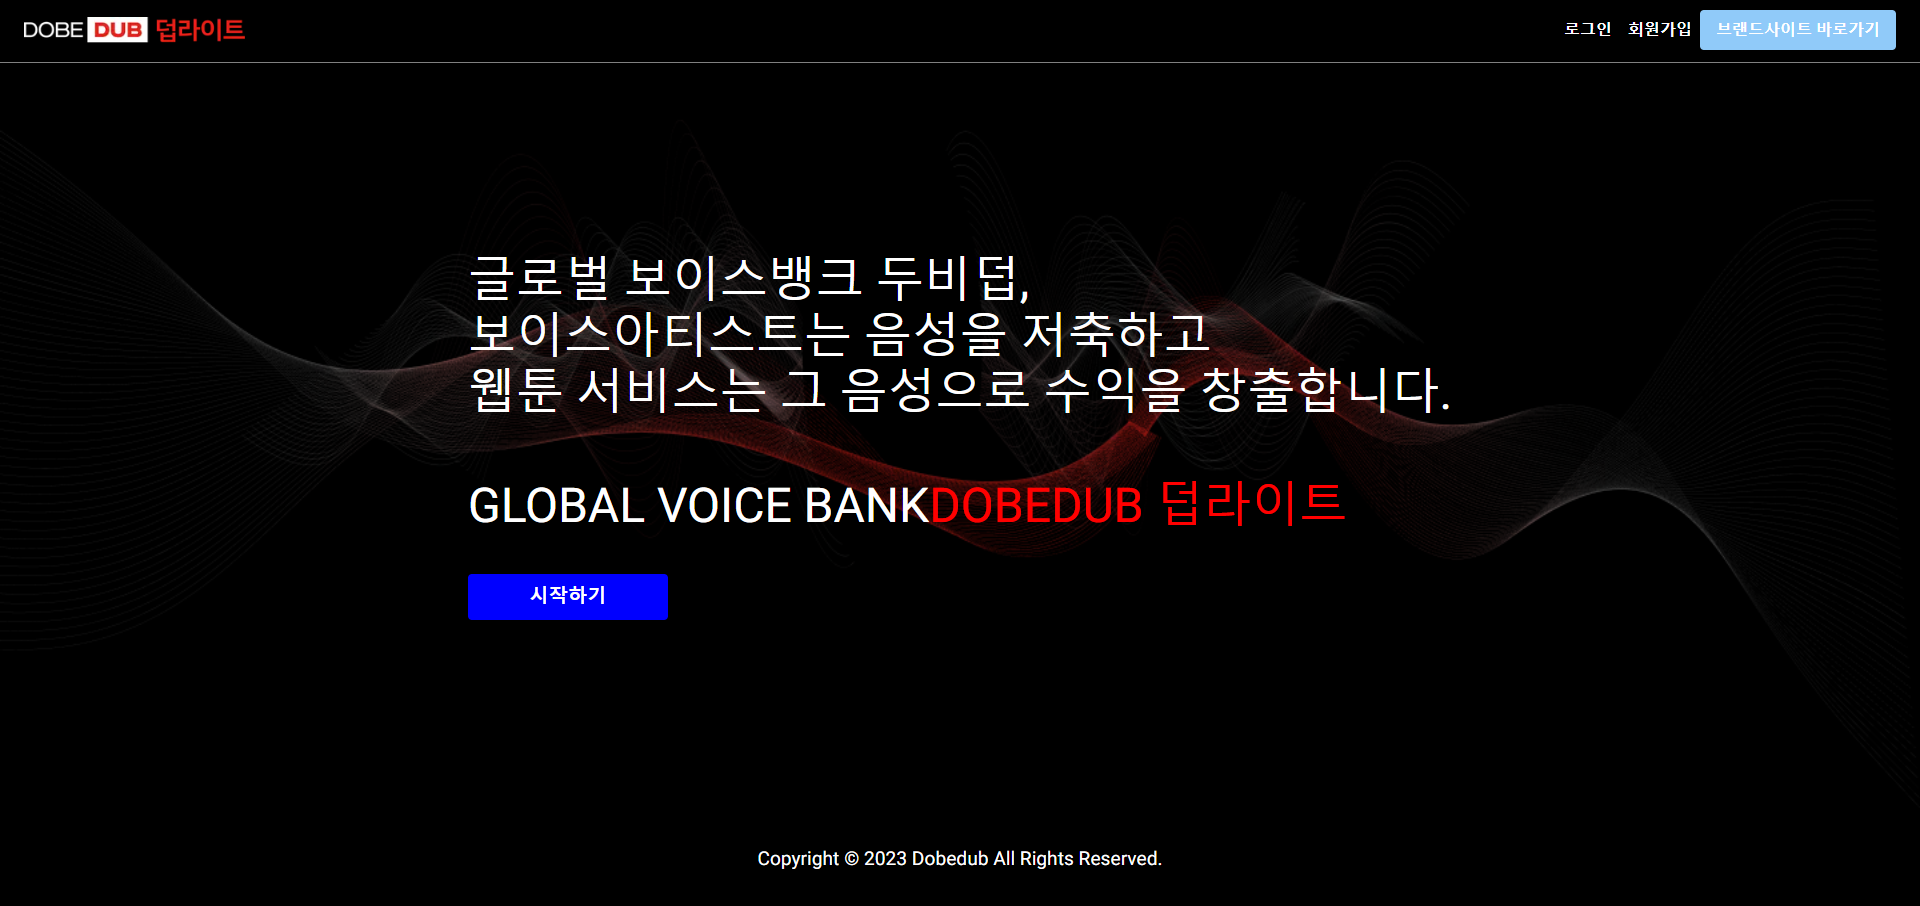 DOBE DUB 덥라이트
로그인 회원가입 브랜드사이트 바로가기
글로벌 보이스뱅크 두비덥,
보이스아티스트는 음성을 저축하고
웹툰 서비스는 그 음성으로 수익을 창출합니다.
GLOBAL VOICE BANKDOBEDUB 덥라이트
시작하기
Copyright © 2023 Dobedub All Rights Reserved.